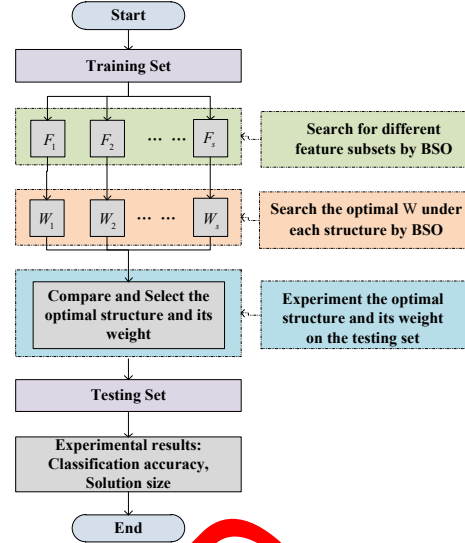 Start
Training Set
F1 F2 ... ... Fs
Search for different
feature subsets by BSO
W1 W2 ... ... Ws
Search the optimal W under
each structure by BSO
Compare and Select the
optimal structure and its
weight
Experiment the optimal
structure and its weight
on the testing set
Testing Set
Experimental results:
Classification accuracy,
Solution size
End